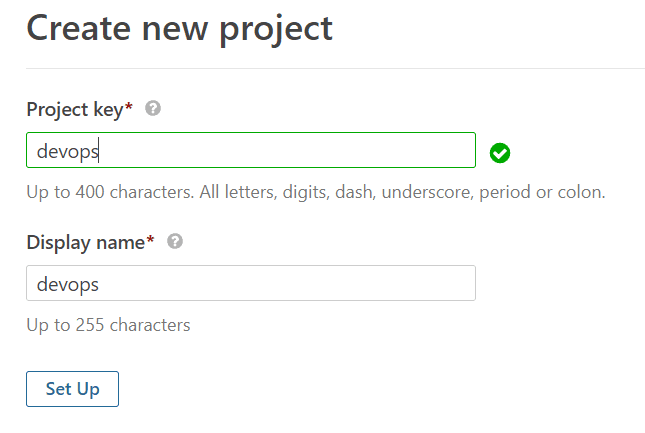 Create new project
Project key* ?
devops
Up to 400 characters. All letters, digits, dash, underscore, period or colon.
Display name* ?
devops
Up to 255 characters
Set Up